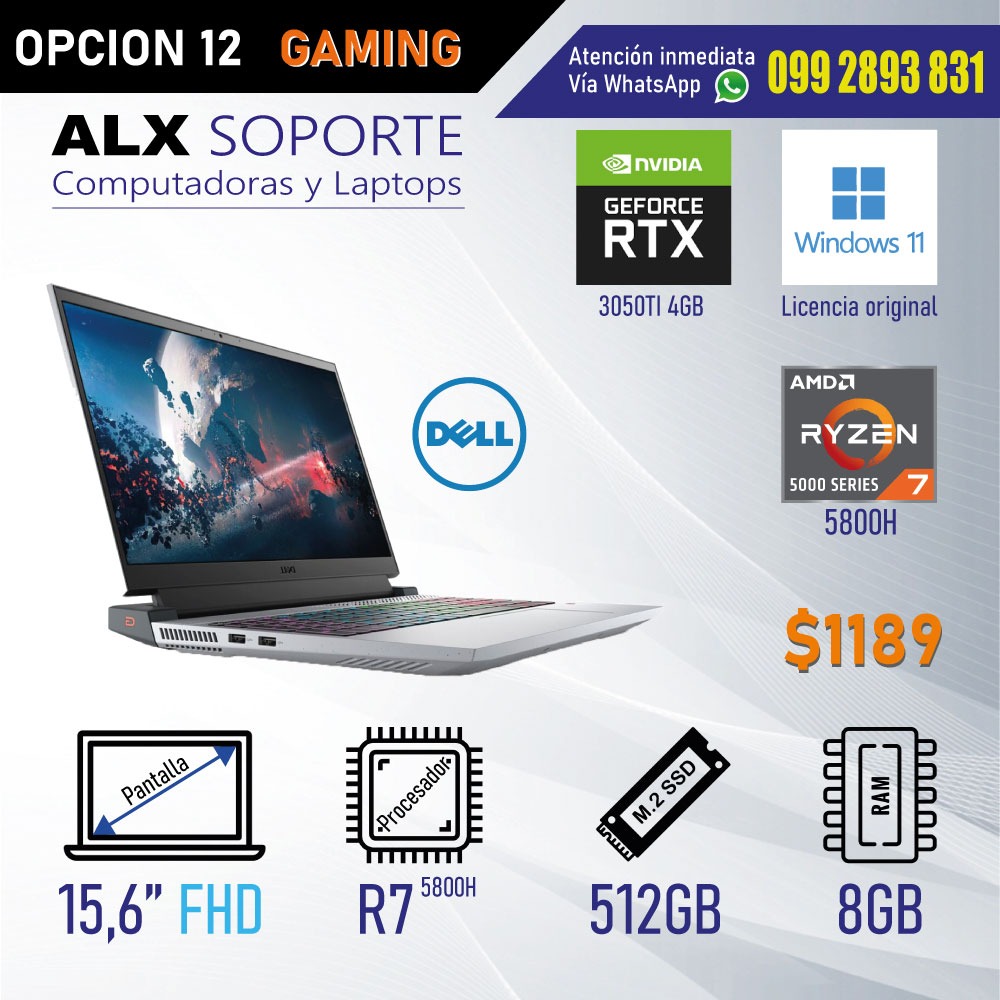 OPCION 12 GAMING
Atención inmediata
Vía WhatsApp 099 2893 831
ALX SOPORTE
Computadoras y Laptops
NVIDIA
GEFORCE
RTX
3050TI 4GB
Windows 11
Licencia original
DELL
AMD
RYZEN
5000 SERIES 7
5800H
DELL
$1189
Pantalla
Procesador
M.2 SSD
RAM
15,6” FHD
R7 5800H
512GB
8GB